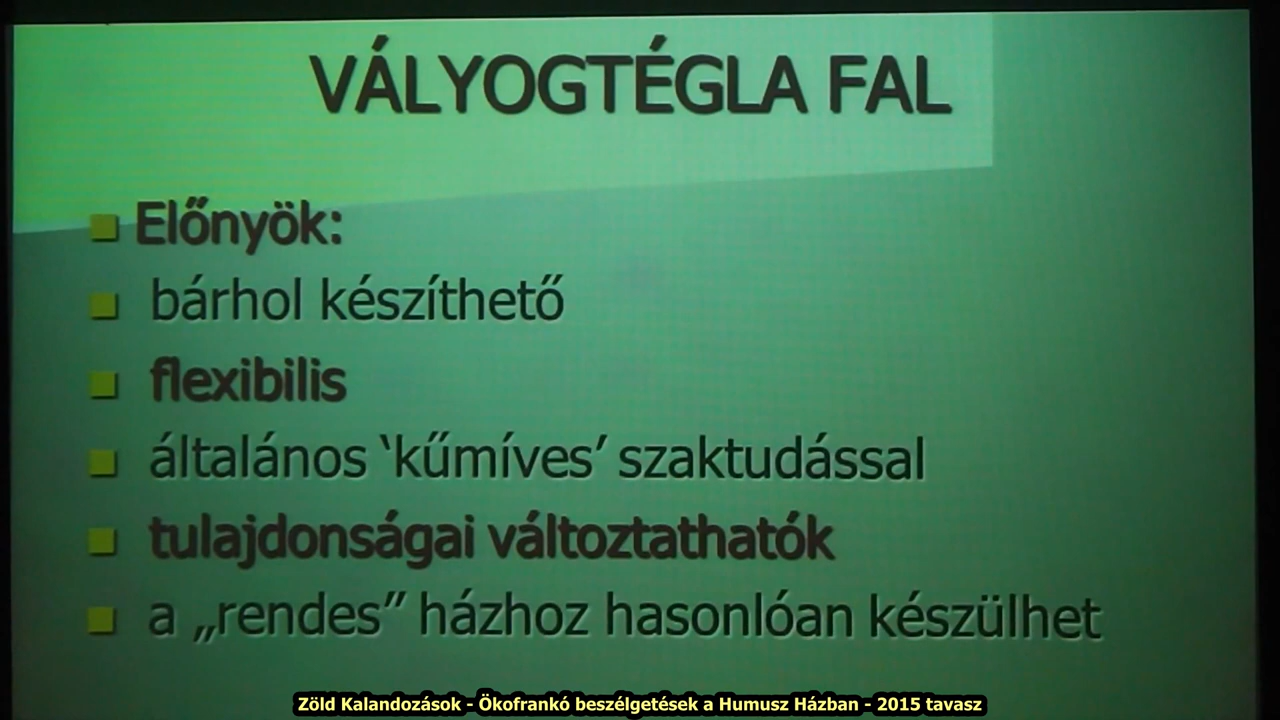 VÁLYOGTÉGLA FAL
Előnyök:
bárhol készíthető
flexibilis
általános ‘kűmíves’ szaktudással
tulajdonságai változtathatók
a „rendes” házhoz hasonlóan készülhet
Zöld Kalandozások - Ökofrankó beszélgetések a Humusz Házban - 2015 tavasz